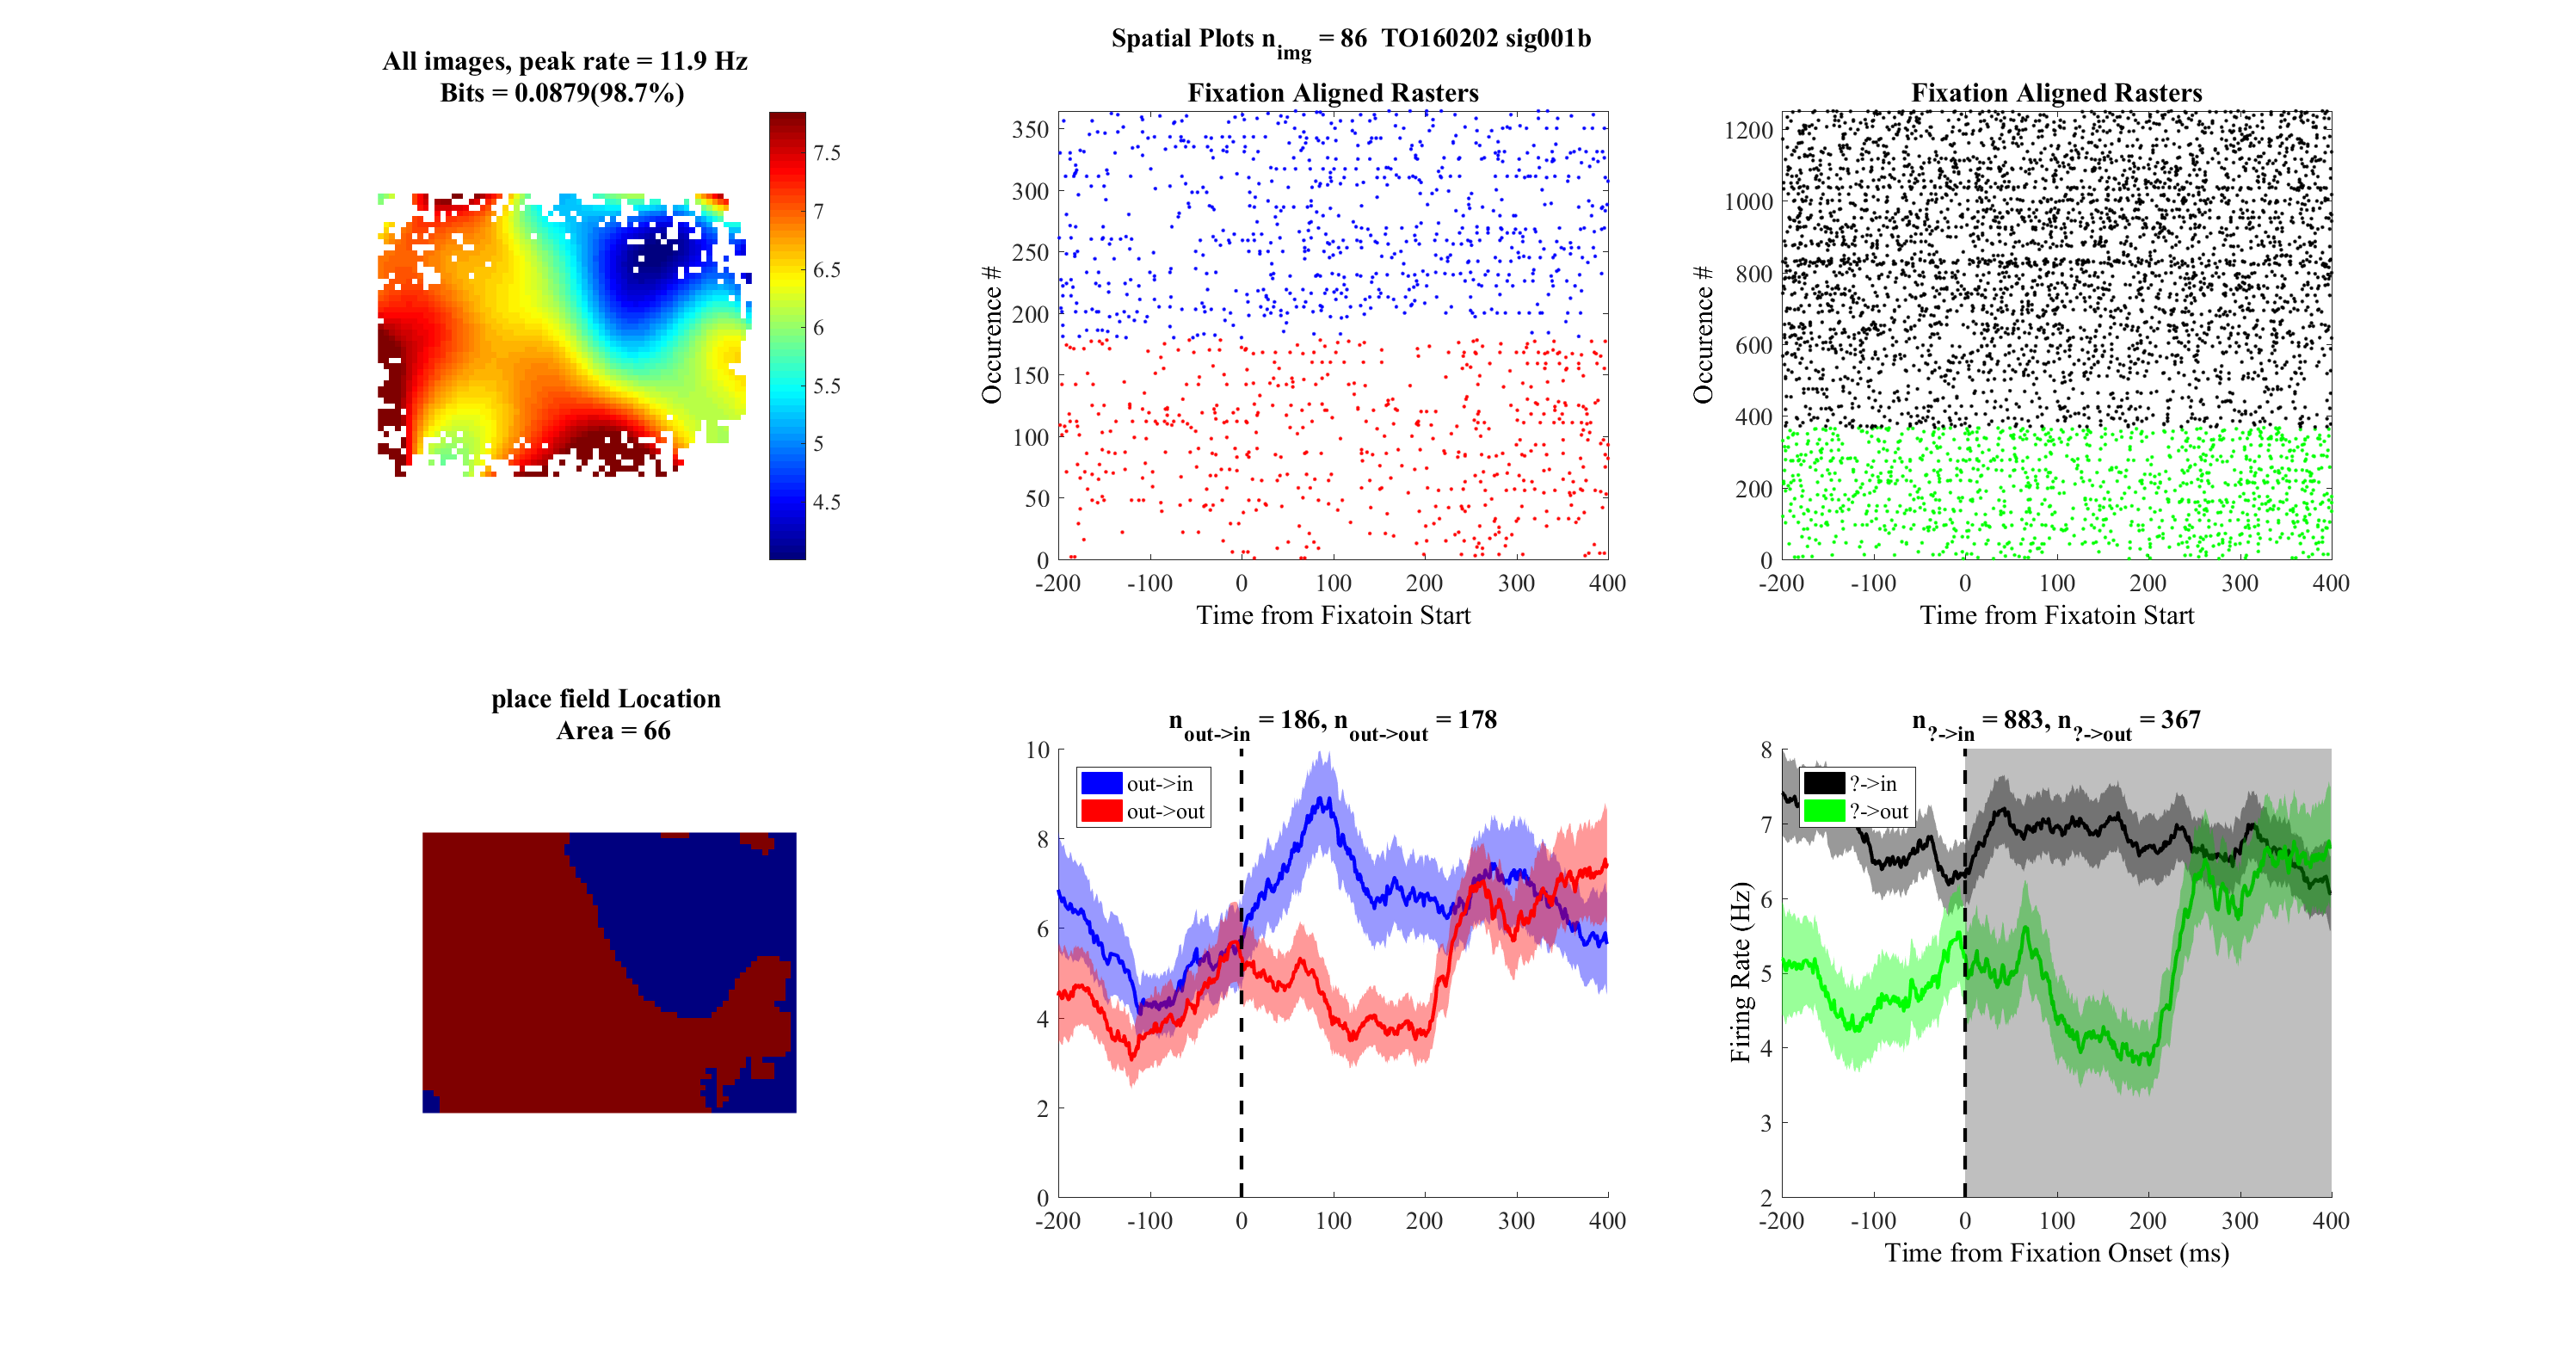 Spatial Plots n_img = 86 TO160202 sig001b
All images, peak rate = 11.9 Hz
Bits = 0.0879(98.7%)
7.5
7
6.5
6
5.5
5
4.5
Fixation Aligned Rasters
Occurence #
350
300
250
200
150
100
50
0
-200 -100 0 100 200 300 400
Time from Fixatoin Start
Fixation Aligned Rasters
Occurence #
1200
1000
800
600
400
200
0
-200 -100 0 100 200 300 400
Time from Fixatoin Start
place field Location
Area = 66
n_out->in = 186, n_out->out = 178
10
8
6
4
2
0
out->in
out->out
-200 -100 0 100 200 300 400
n_?->in = 883, n_?->out = 367
Firing Rate (Hz)
8
7
6
5
4
3
2
?->in
?->out
-200 -100 0 100 200 300 400
Time from Fixation Onset (ms)